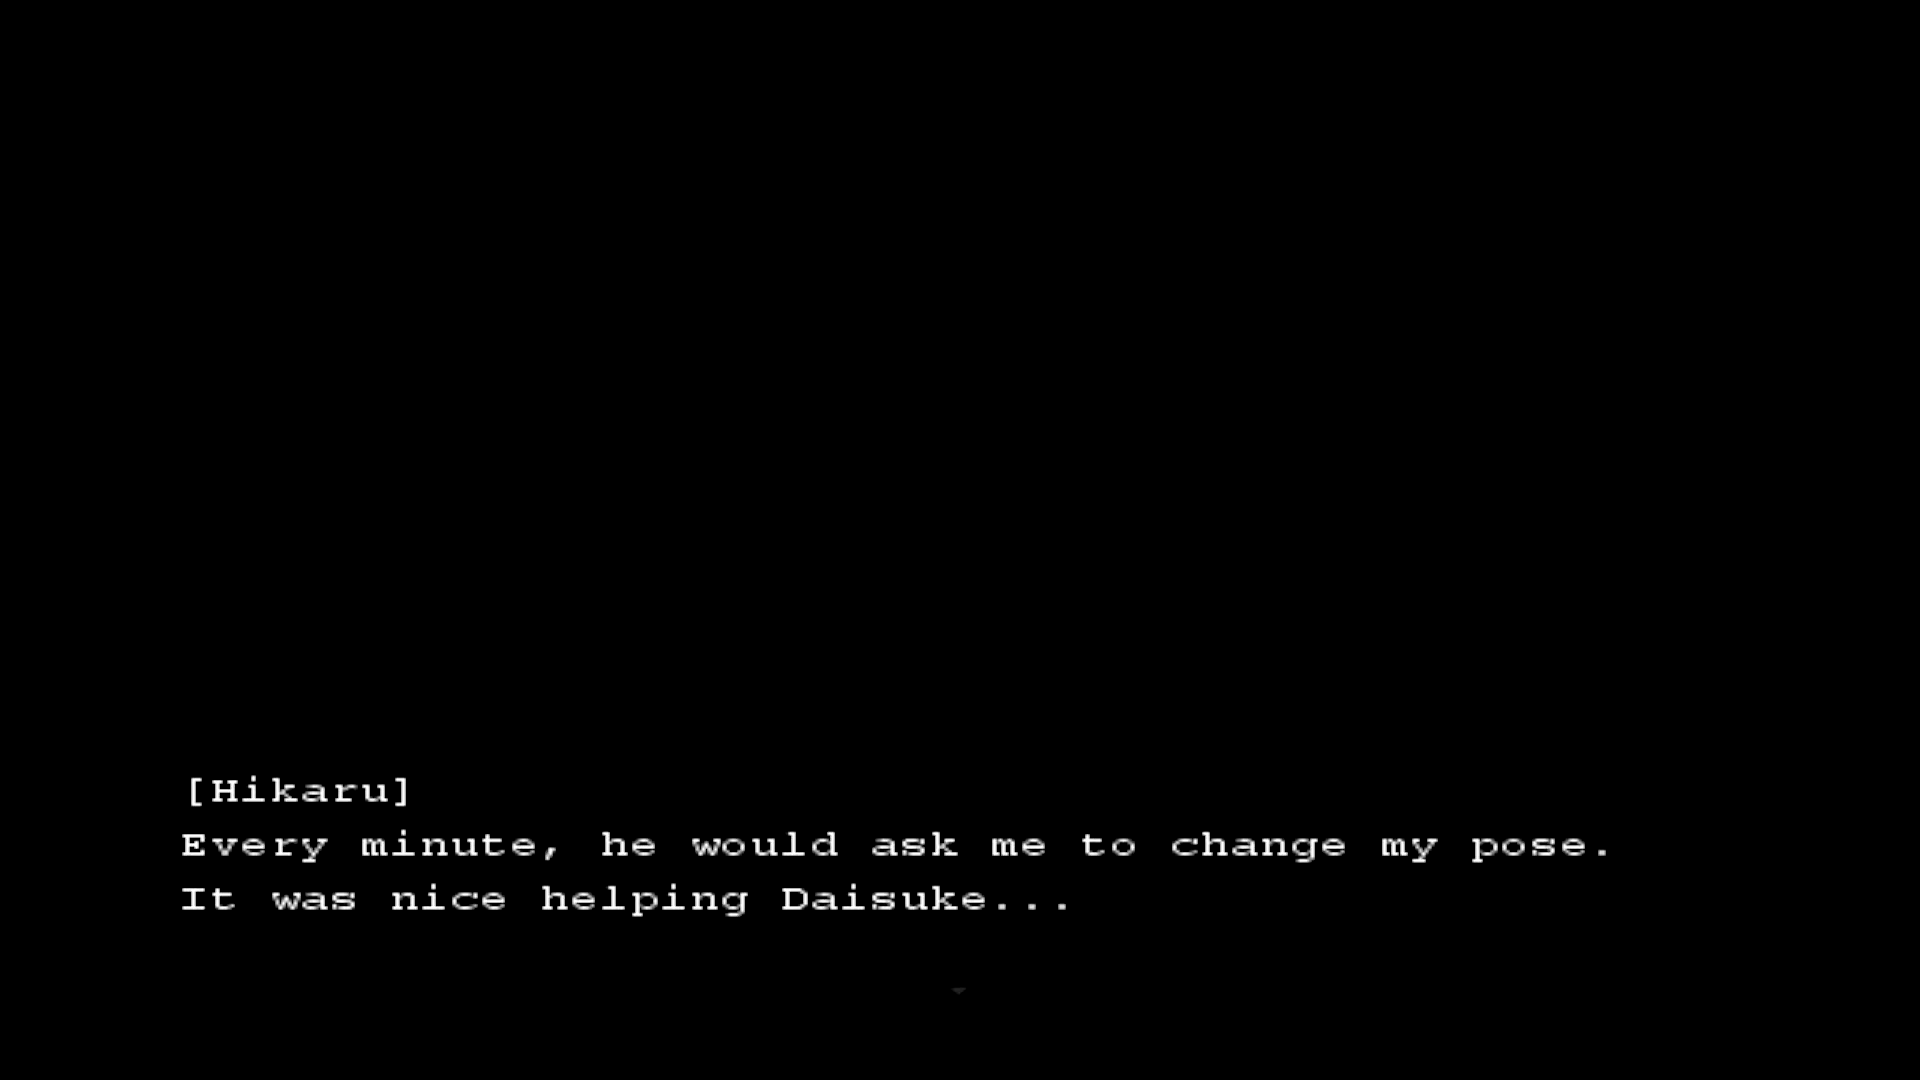 [Hikaru]
Every minute, he would ask me to change my pose.
It was nice helping Daisuke...